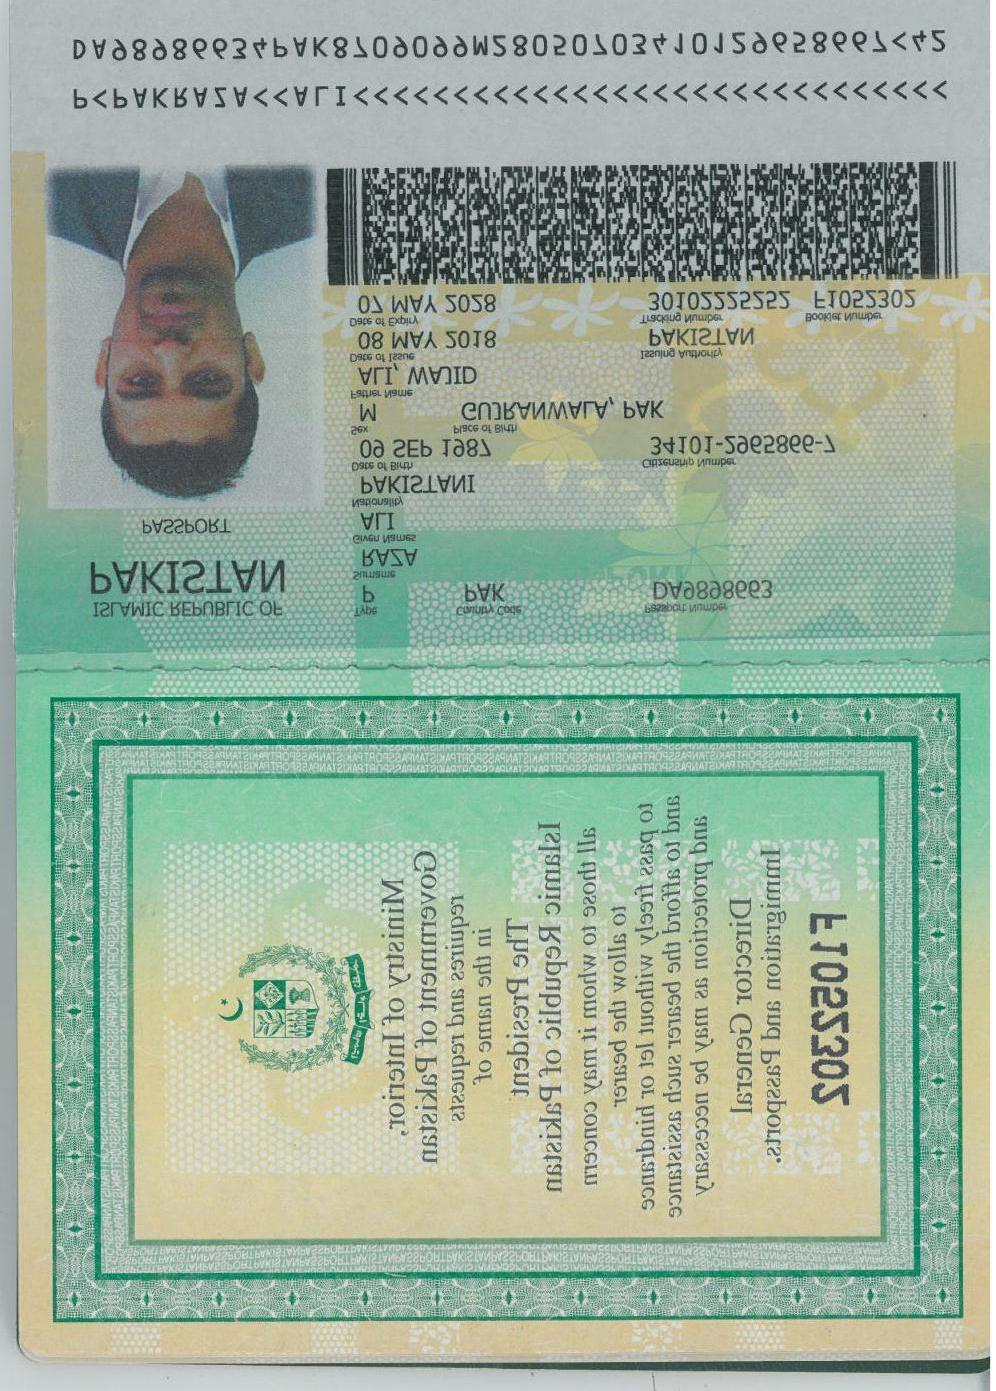 F1052302
Ministry of Interior,
Government of Pakistan
requires and requests
in the name
of
The President
Islamic Republic of Pakistan
all those to whom it may concern
to allow the bearer
to pass freely without let or hindrance
and to afford the bearer such assistance
and protection as may be necessary
Director General
Immigration and Passports.
ISLAMIC REPUBLIC OF
PAKISTAN
PASSPORT
Type Country Code Passport Number
P PAK DA9898663
Surname
RAZA
Given Names
ALI
Nationality
PAKISTANI
Date of Birth Citizenship Number
09 SEP 1987 34101-2965866-7
Sex Place of Birth
M GUJRANWALA, PAK
Father Name
ALI, WAJID
Date of Issue Issuing Authority
08 MAY 2018 PAKISTAN
Date of Expiry Tracking Number Booklet Number
07 MAY 2028 30102225252 F1052302
P<PAKRAZA<<ALI<<<<<<<<<<<<<<<<<<<<<<<<<<<<<<
DA98986634PAK8709099M28050703410129658667<42